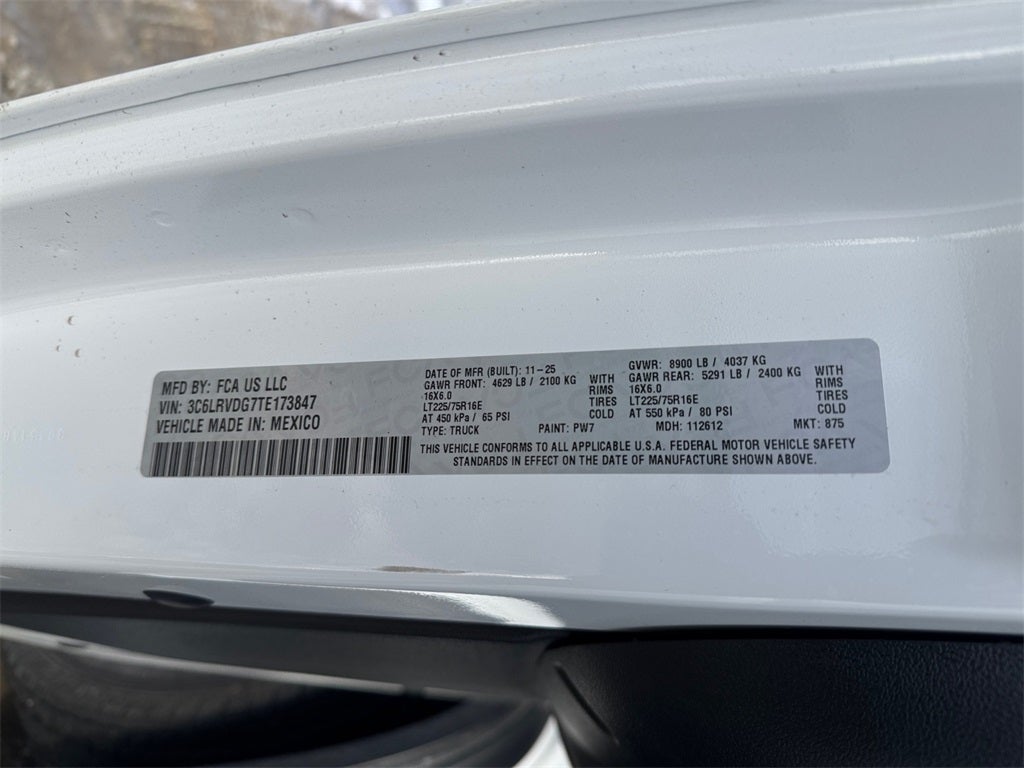 MFD BY: FCA US LLC
VIN: 3C6LRVDG7TE173847
VEHICLE MADE IN: MEXICO
DATE OF MFR (BUILT): 11-25
GAWR FRONT: 4629 LB / 2100 KG WITH
16X6.0 RIMS
LT225/75R16E TIRES
AT 450 kPa / 65 PSI COLD
GVWR: 8900 LB / 4037 KG
GAWR REAR: 5291 LB / 2400 KG WITH
16X6.0 RIMS
LT225/75R16E TIRES
AT 550 kPa / 80 PSI COLD
TYPE: TRUCK PAINT: PW7 MDH: 112612 MKT: 875
THIS VEHICLE CONFORMS TO ALL APPLICABLE U.S.A. FEDERAL MOTOR VEHICLE SAFETY
STANDARDS IN EFFECT ON THE DATE OF MANUFACTURE SHOWN ABOVE.